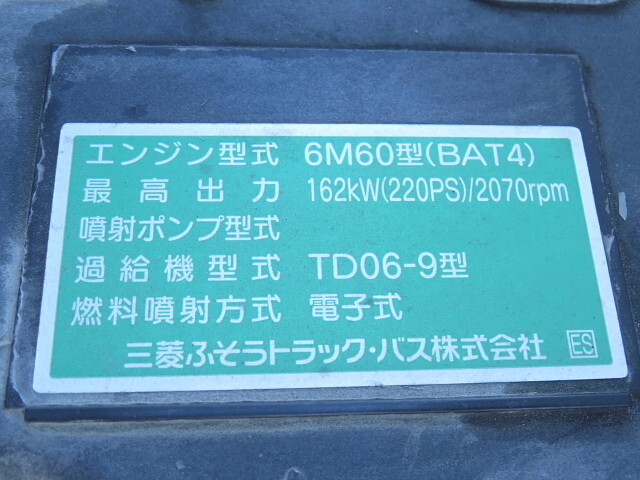 エンジン型式 6M60型(BAT4)
最高出力 162kW(220PS)/2070rpm
噴射ポンプ型式
過給機型式 TD06-9型
燃料噴射方式 電子式
三菱ふそうトラック・バス株式会社 ES